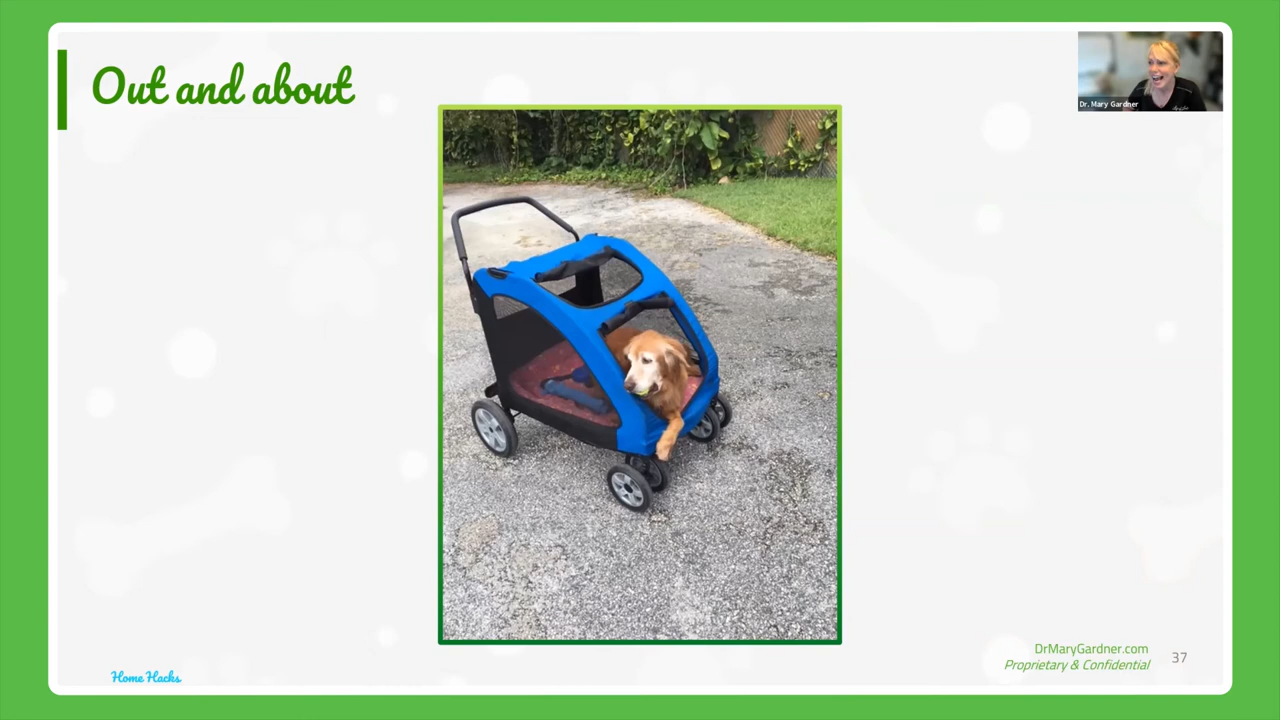 Out and about
Dr. Mary Gardner
DrMaryGardner.com
Proprietary & Confidential
37
Home Hacks